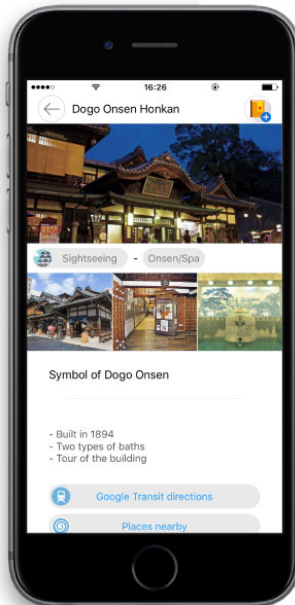 16:26
Dogo Onsen Honkan
Sightseeing - Onsen/Spa
Symbol of Dogo Onsen
- Built in 1894
- Two types of baths
- Tour of the building
Google Transit directions
Places nearby